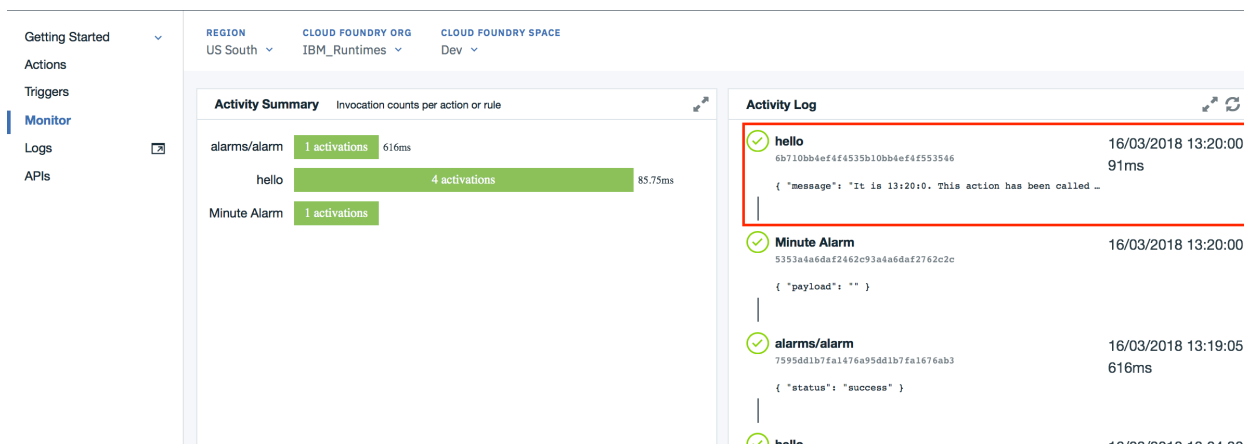 Getting Started
Actions
Triggers
Monitor
Logs
APIs
REGION CLOUD FOUNDRY ORG CLOUD FOUNDRY SPACE
US South IBM_Runtimes Dev
Activity Summary Invocation counts per action or rule
alarms/alarm 1 activations 616ms
hello 4 activations 85.75ms
Minute Alarm 1 activations
Activity Log
hello 16/03/2018 13:20:00
6b710bb4ef4f4535b10bb4ef4f553546 91ms
{ "message": "It is 13:20:0. This action has been called …
Minute Alarm 16/03/2018 13:20:00
5353a4a6daf2462c93a4a6daf2762c2c
{ "payload": "" }
alarms/alarm 16/03/2018 13:19:05
7595dd1b7fa1476a95dd1b7fa1676ab3 616ms
{ "status": "success" }
hello